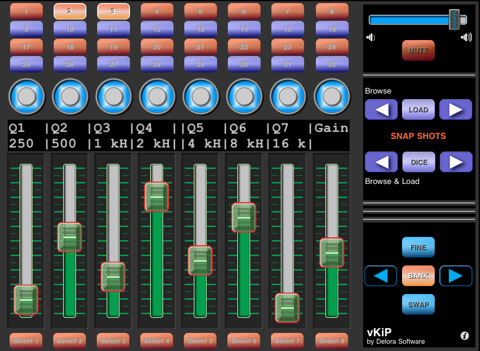 1 2 3 4 5 6 7 8
9 10 11 12 13 14 15 16
17 18 19 20 21 22 23 24
25 26 27 28 29 30 31 32
MUTE
Browse
LOAD
SNAP SHOTS
DICE
Browse & Load
Q1 |Q2 |Q3 |Q4 ||Q5 |Q6 |Q7 |Gain|
250 |500 |1 kH|2 kH||4 kH|8 kH|16 k|
FINE
BANK
SWAP
Select 1 Select 2 Select 3 Select 4 Select 5 Select 6 Select 7 Select 8
vKiP
by Delora Software
i